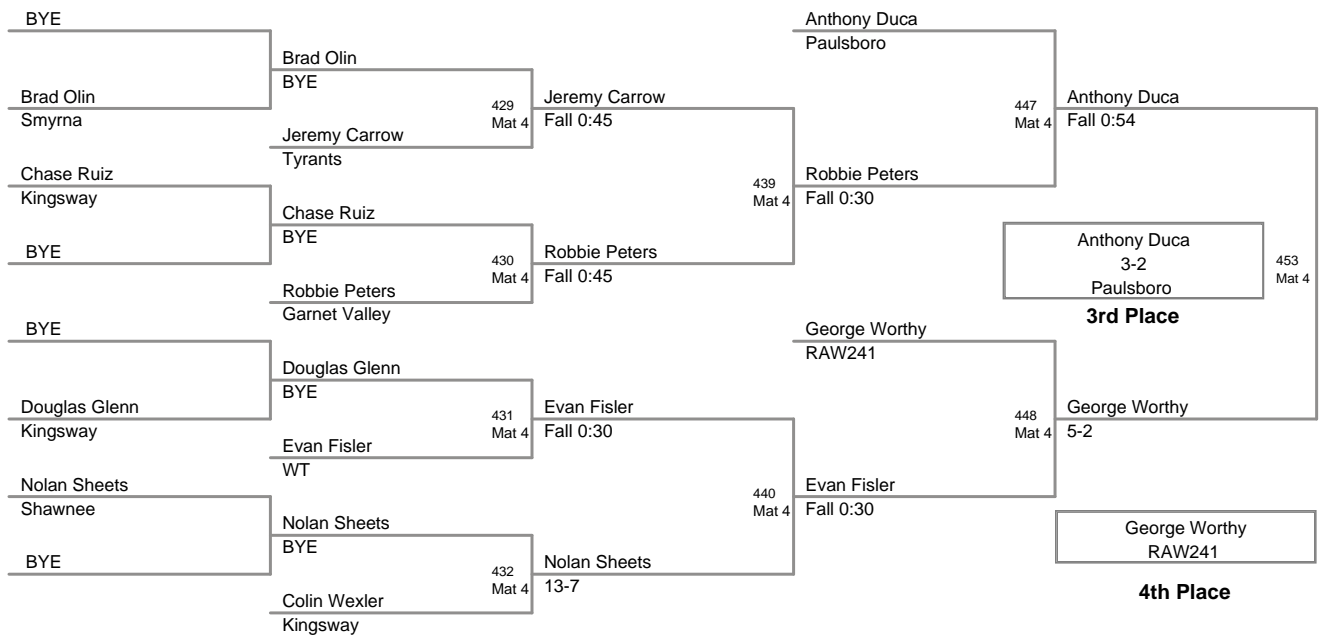 BYE
Brad Olin
Smyrna
Chase Ruiz
Kingsway
BYE
BYE
Douglas Glenn
Kingsway
Nolan Sheets
Shawnee
BYE
Brad Olin
BYE
429
Mat 4
Jeremy Carrow
Tyrants
Chase Ruiz
BYE
430
Mat 4
Robbie Peters
Garnet Valley
Douglas Glenn
BYE
431
Mat 4
Evan Fisler
WT
Nolan Sheets
BYE
432
Mat 4
Colin Wexler
Kingsway
Jeremy Carrow
Fall 0:45
439
Mat 4
Robbie Peters
Fall 0:45
Evan Fisler
Fall 0:30
440
Mat 4
Nolan Sheets
13-7
Anthony Duca
Paulsboro
447
Mat 4
Robbie Peters
Fall 0:30
George Worthy
RAW241
448
Mat 4
Evan Fisler
Fall 0:30
Anthony Duca
Fall 0:54
Anthony Duca
3-2
Paulsboro
3rd Place
453
Mat 4
George Worthy
5-2
George Worthy
RAW241
4th Place